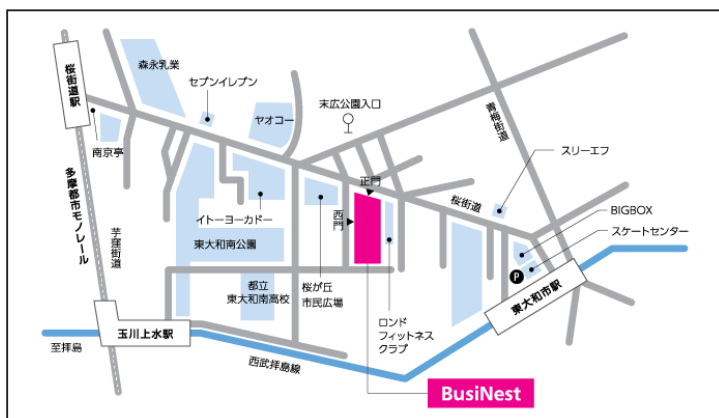 森永乳業
セブンイレブン
桜街道駅
ヤオコー
末広公園入口
青梅街道
南京亭
スリーエフ
正門
多摩都市モノレール
芋窪街道
イトーヨーカドー
西門
桜街道
BIGBOX
スケートセンター
東大和南公園
P
都立
東大和南高校
桜が丘
市民広場
東大和市駅
玉川上水駅
ロンド
フィットネス
クラブ
至拝島
西武拝島線
BusiNest